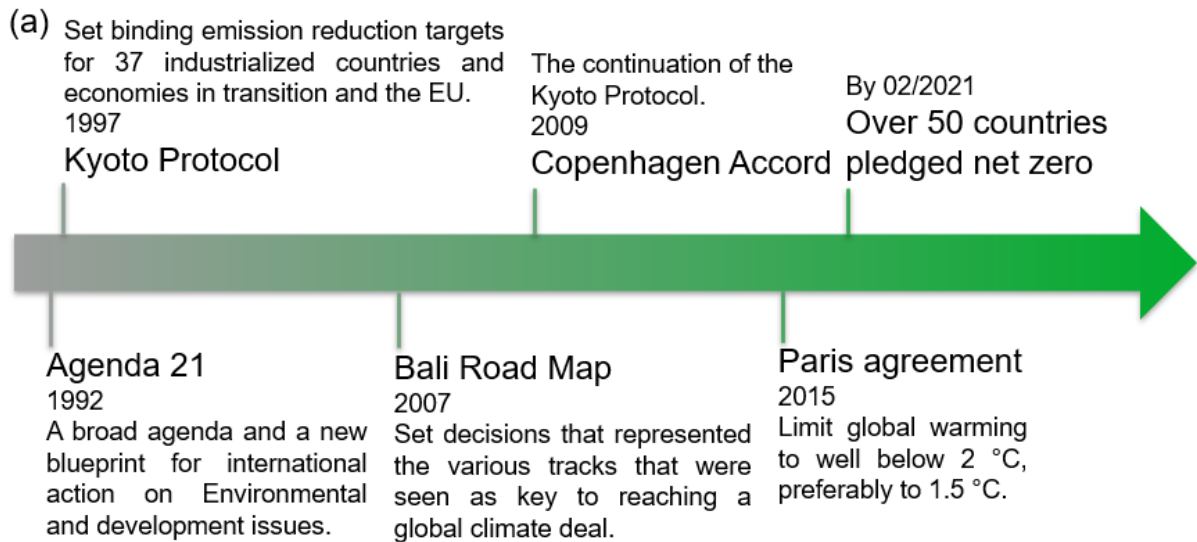 (a)
Set binding emission reduction targets
for 37 industrialized countries and
economies in transition and the EU.
1997
Kyoto Protocol
The continuation of the
Kyoto Protocol.
2009
Copenhagen Accord
By 02/2021
Over 50 countries
pledged net zero
Agenda 21
1992
A broad agenda and a new
blueprint for international
action on Environmental
and development issues.
Bali Road Map
2007
Set decisions that represented
the various tracks that were
seen as key to reaching a
global climate deal.
Paris agreement
2015
Limit global warming
to well below 2 °C,
preferably to 1.5 °C.